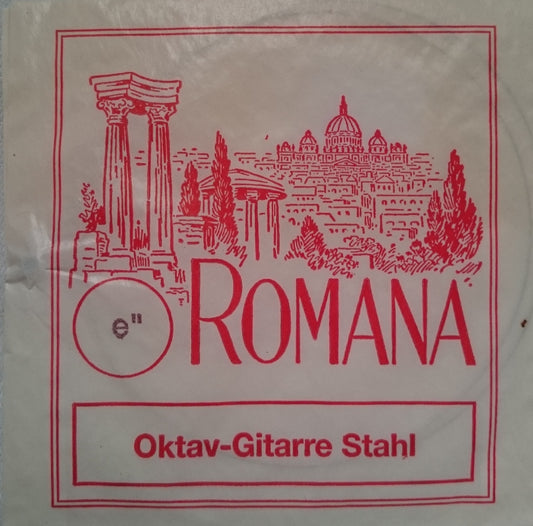 e"
ROMANA
Oktav-Gitarre Stahl